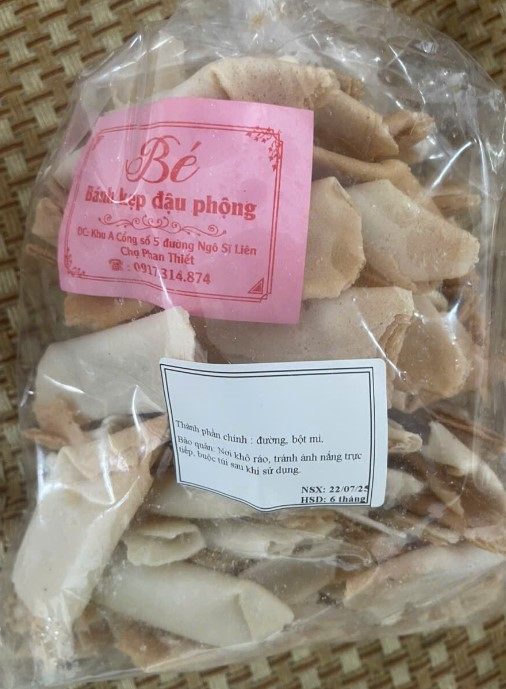 Bé
Bánh kẹp đậu phộng
ĐC: Khu A Cổng số 5 đường Ngô Sĩ Liên
Chợ Phan Thiết
☎ : 0917.314.874
Thành phần chính : đường, bột mì.
Bảo quản: Nơi khô ráo, tránh ánh nắng trực
tiếp, buộc túi sau khi sử dụng.
NSX: 22/07/25
HSD: 6 tháng